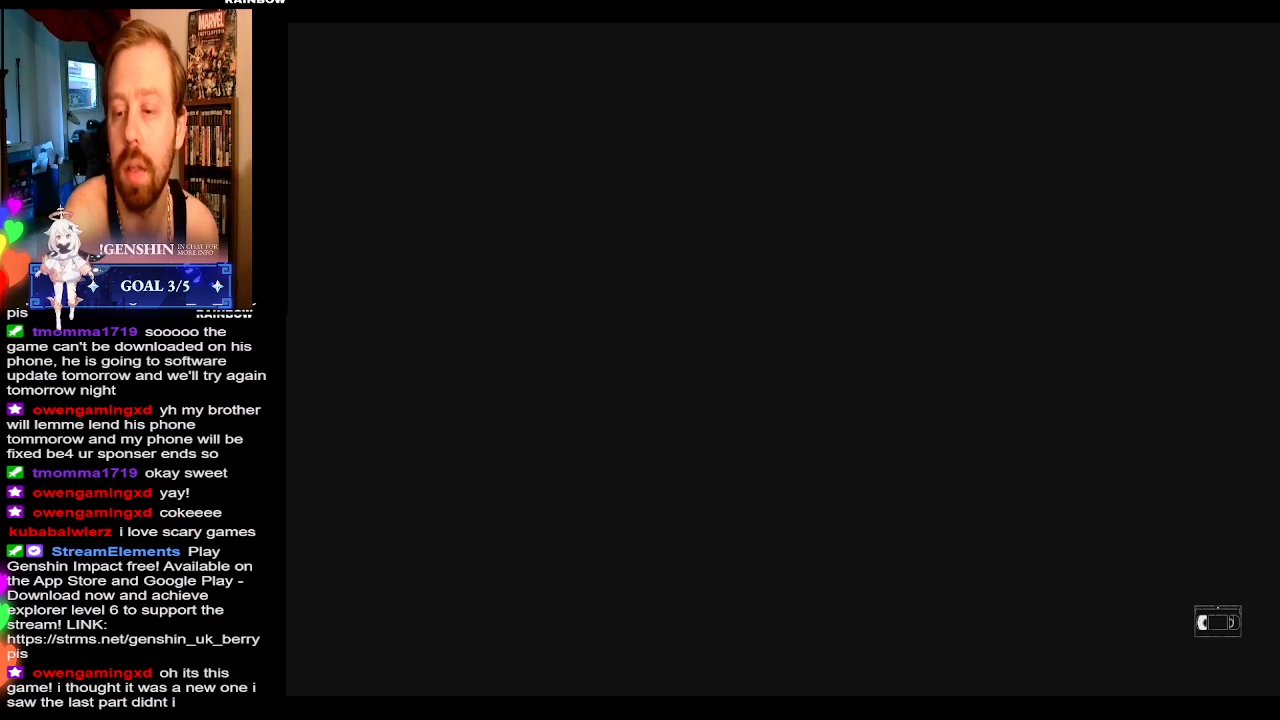 RAINBOW
MARVEL
ENCYCLOPEDIA
!GENSHIN IN CHAT FOR
MORE INFO
GOAL 3/5
pis
RAINBOW
tmomma1719 sooooo the
game can't be downloaded on his
phone, he is going to software
update tomorrow and we'll try again
tomorrow night
owengamingxd yh my brother
will lemme lend his phone
tommorow and my phone will be
fixed be4 ur sponser ends so
tmomma1719 okay sweet
owengamingxd yay!
owengamingxd cokeeee
kubabalwierz i love scary games
StreamElements Play
Genshin Impact free! Available on
the App Store and Google Play -
Download now and achieve
explorer level 6 to support the
stream! LINK:
https://strms.net/genshin_uk_berry
pis
owengamingxd oh its this
game! i thought it was a new one i
saw the last part didnt i